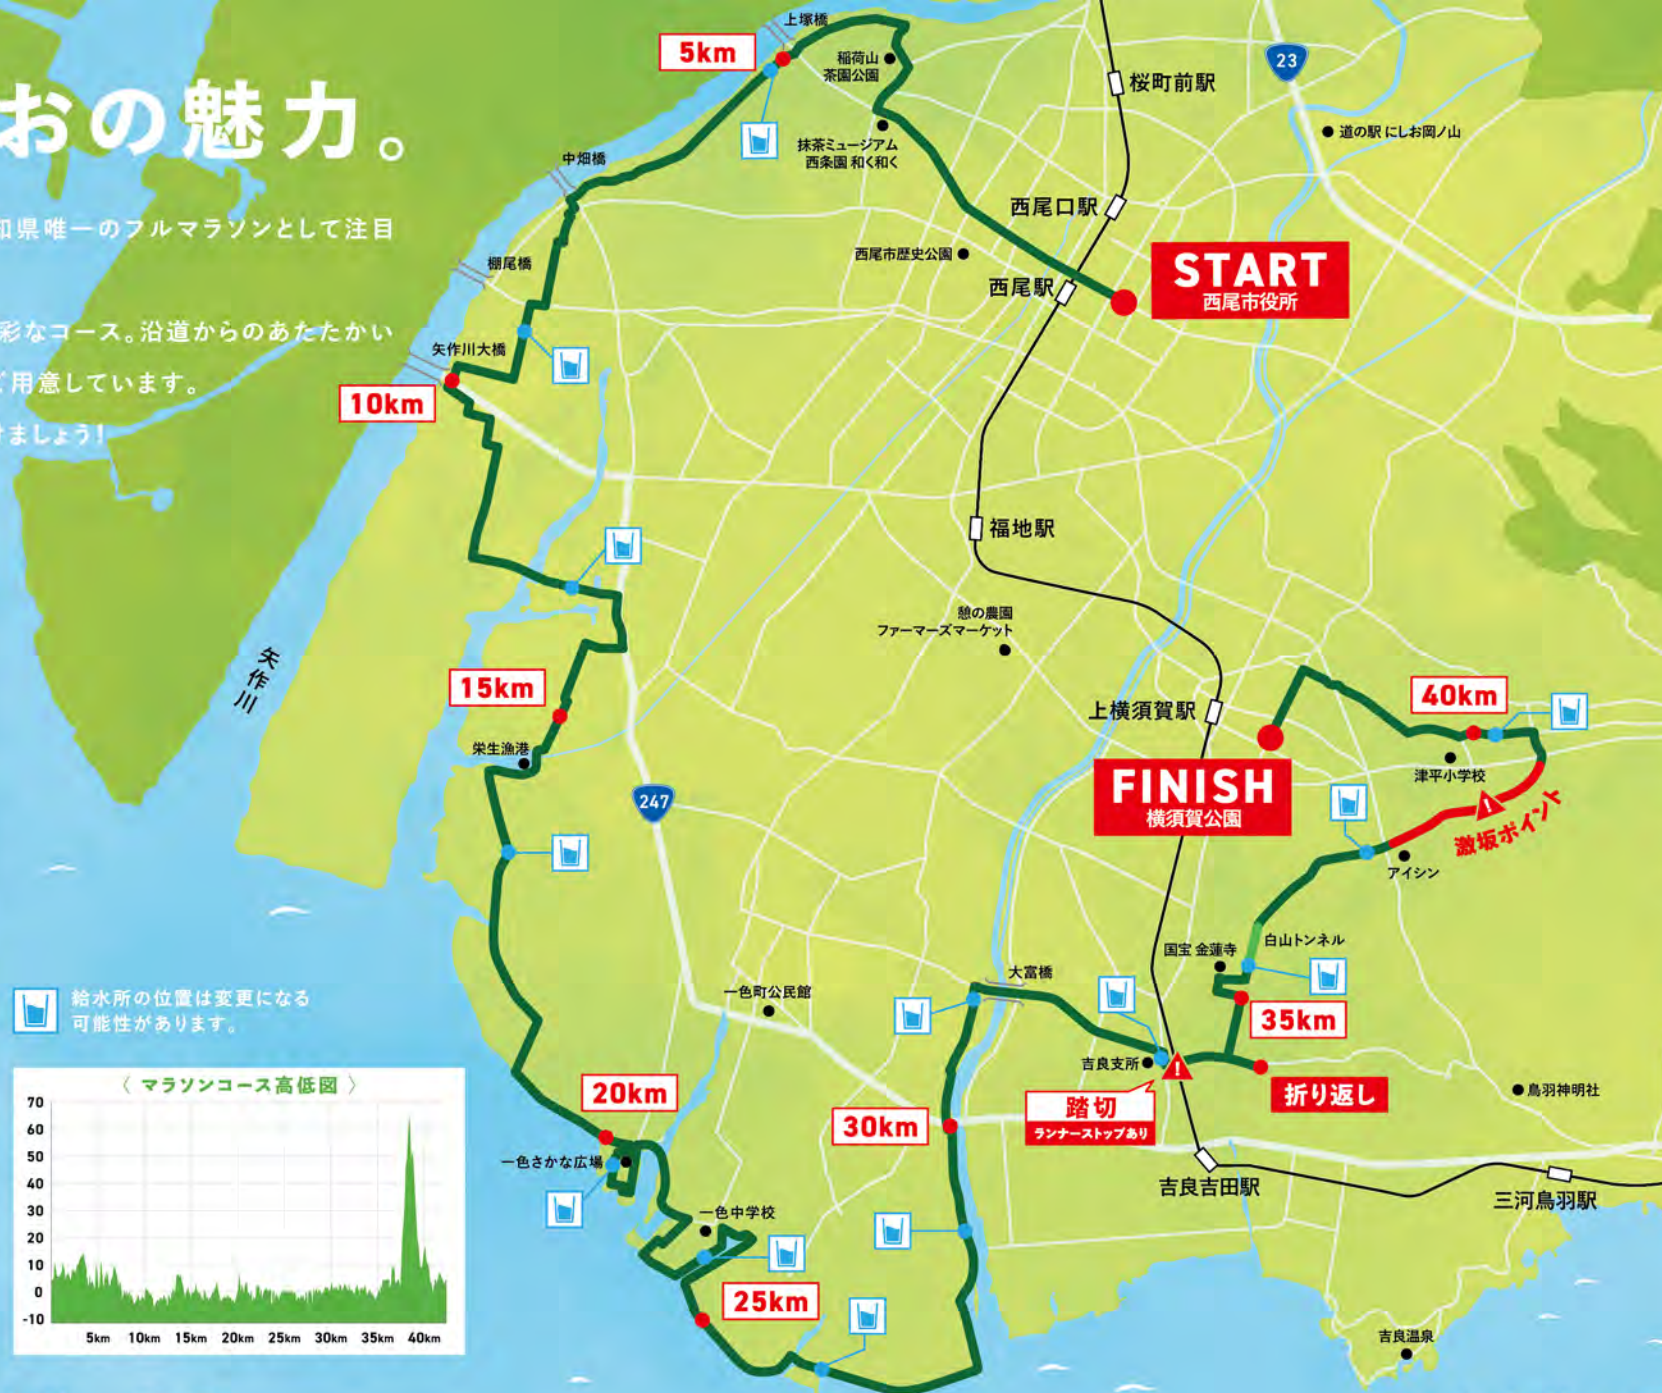 おの魅力。
知県唯一のフルマラソンとして注目
彩なコース。沿道からのあたたかい
ご用意しています。
けましょう!
上塚橋
5km
稲荷山
茶園公園
抹茶ミュージアム
西条園 和く和く
桜町前駅
23
道の駅 にしお岡ノ山
中畑橋
西尾口駅
西尾市歴史公園
西尾駅
START
西尾市役所
棚尾橋
矢作川大橋
10km
福地駅
憩の農園
ファーマーズマーケット
矢作川
15km
栄生漁港
247
上横須賀駅
FINISH
横須賀公園
40km
津平小学校
激坂ポイント
アイシン
国宝 金蓮寺
白山トンネル
35km
大富橋
一色町公民館
吉良支所
踏切
ランナーストップあり
折り返し
鳥羽神明社
吉良吉田駅
三河鳥羽駅
吉良温泉
20km
一色さかな広場
一色中学校
25km
30km
給水所の位置は変更になる
可能性があります。
〈 マラソンコース高低図 〉
70
60
50
40
30
20
10
0
-10
5km 10km 15km 20km 25km 30km 35km 40km